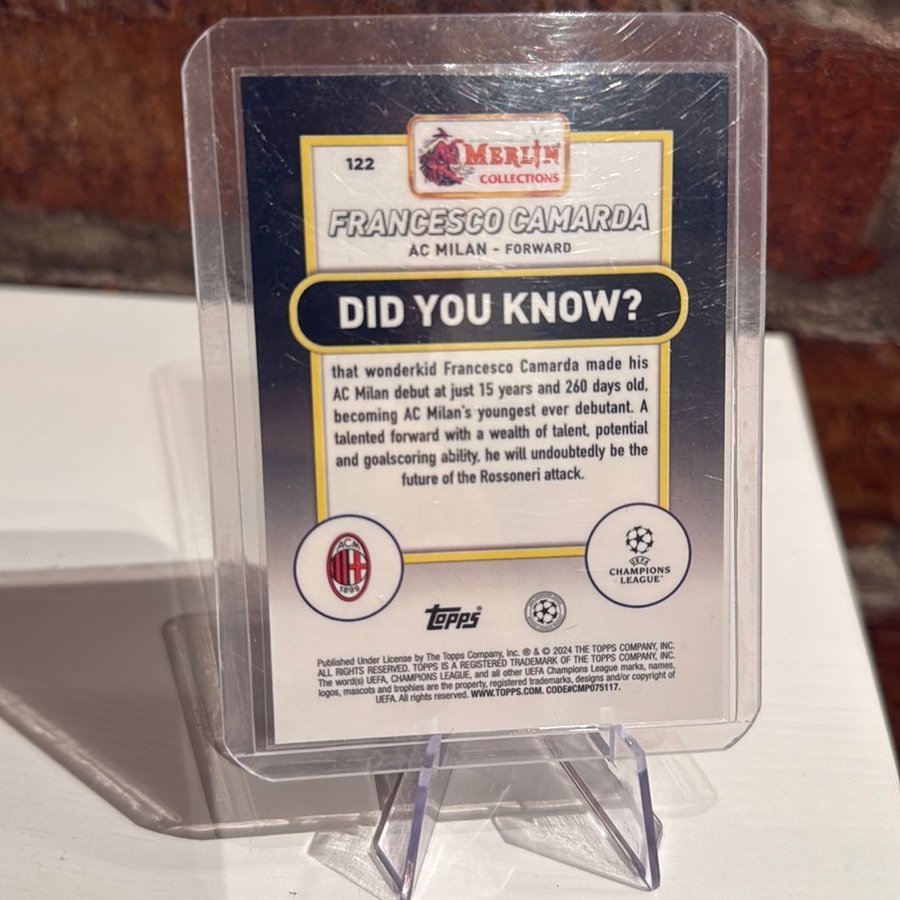 122
MERLIN
COLLECTIONS
FRANCESCO CAMARDA
AC MILAN - FORWARD
DID YOU KNOW?
that wonderkid Francesco Camarda made his
AC Milan debut at just 15 years and 260 days old,
becoming AC Milan's youngest ever debutant. A
talented forward with a wealth of talent, potential
and goalscoring ability, he will undoubtedly be the
future of the Rossoneri attack.
ACM
1899
UEFA
CHAMPIONS
LEAGUE®
topps®
Published Under License by The Topps Company, Inc. ® & © 2024 THE TOPPS COMPANY, INC.
ALL RIGHTS RESERVED. TOPPS IS A REGISTERED TRADEMARK OF THE TOPPS COMPANY, INC.
The word(s) UEFA, CHAMPIONS LEAGUE, and all other UEFA Champions League marks, names,
logos, mascots and trophies are the property, registered trademarks, designs and/or copyright of
UEFA. All rights reserved. WWW.TOPPS.COM. CODE#CMP075117.